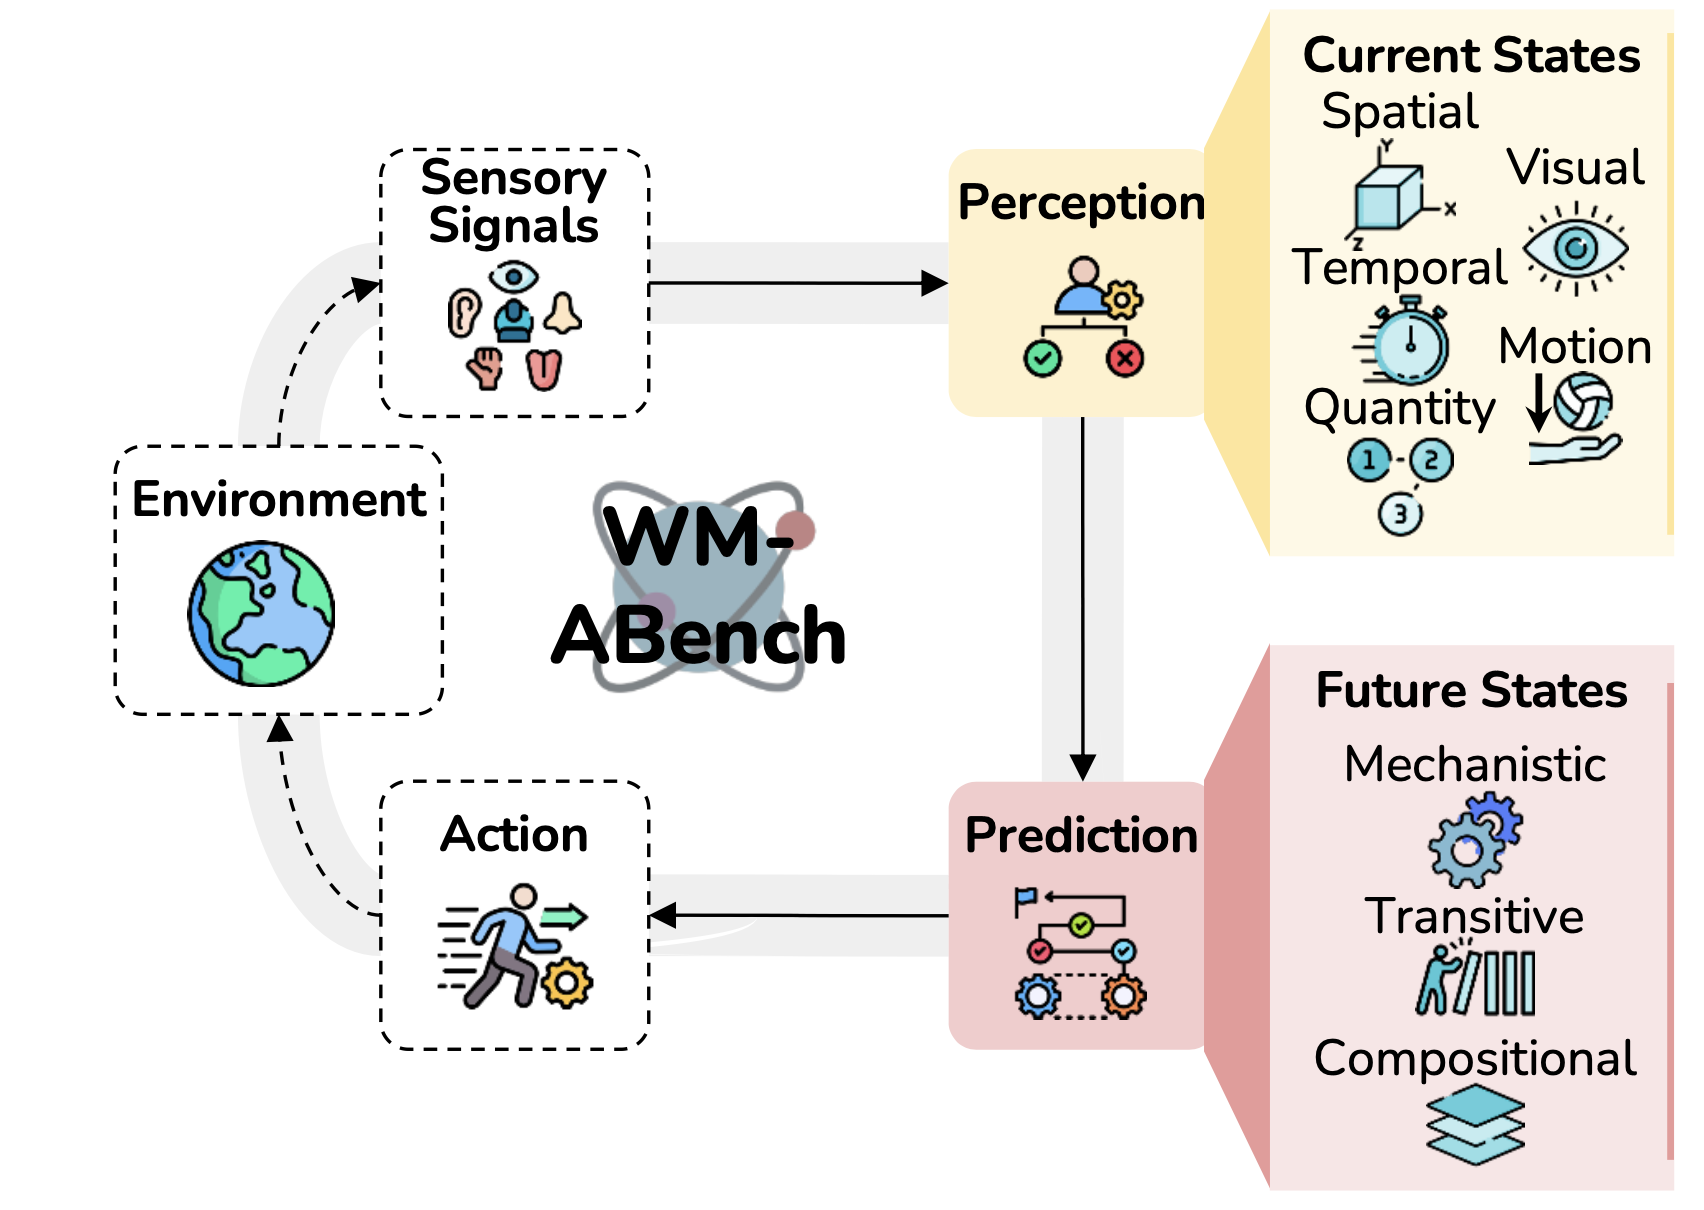 Sensory
Signals
Perception
Environment
WM-
ABench
Action
Prediction
Current States
Spatial
Y
X
Z
Visual
Temporal
Motion
Quantity
1 - 2
3
Future States
Mechanistic
Transitive
Compositional